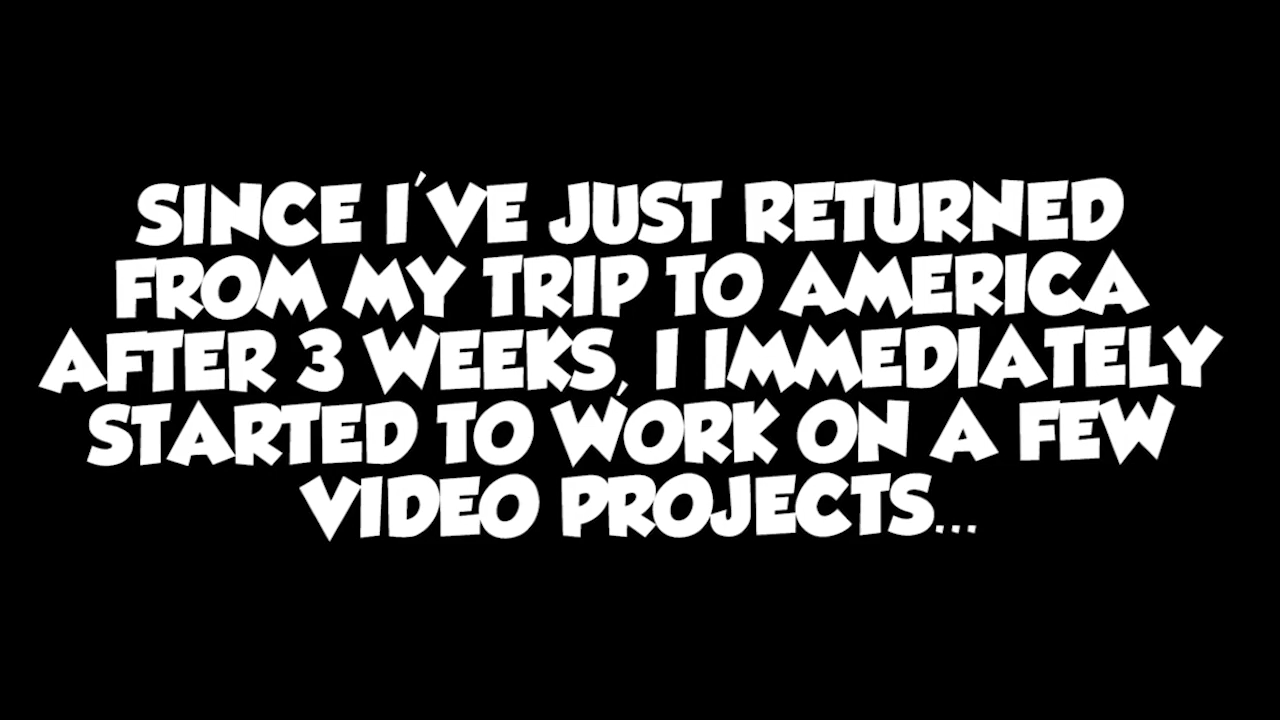 SINCE I'VE JUST RETURNED
FROM MY TRIP TO AMERICA
AFTER 3 WEEKS, I IMMEDIATELY
STARTED TO WORK ON A FEW
VIDEO PROJECTS...